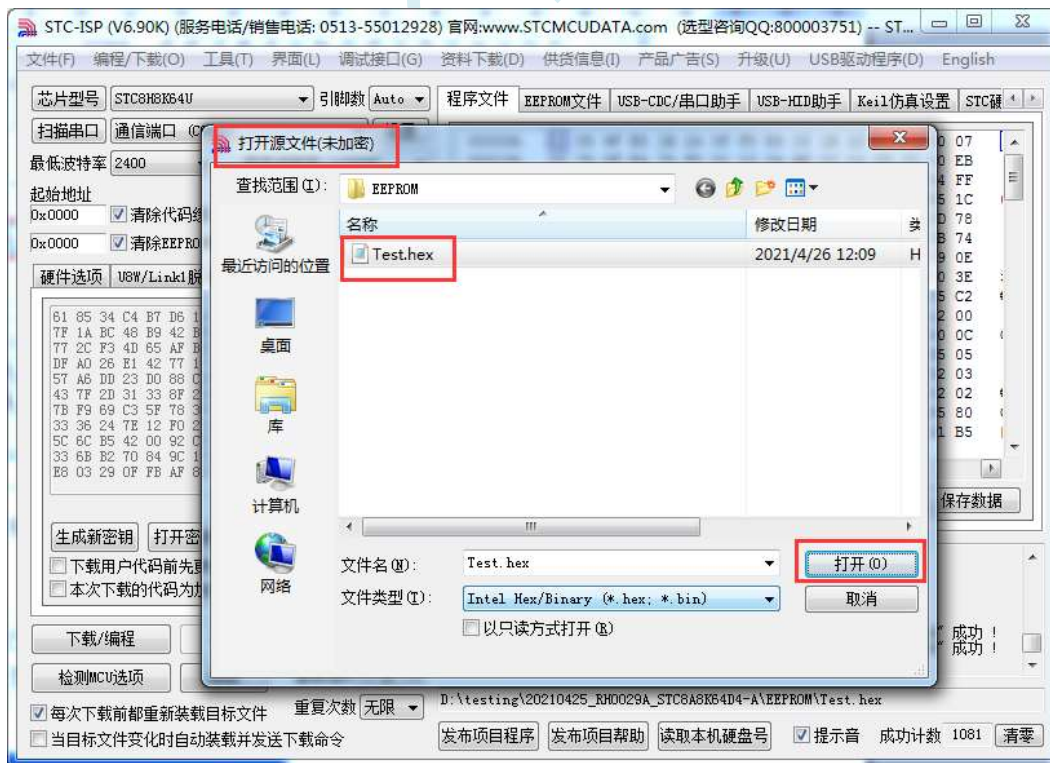 STC-ISP (V6.90K) (服务电话/销售电话: 0513-55012928) 官网:www.STCMCUDATA.com (选型咨询QQ:800003751) -- ST...
文件(F) 编程/下载(O) 工具(T) 界面(L) 调试接口(G) 资料下载(D) 供货信息(I) 产品广告(S) 升级(U) USB驱动程序(D) English
芯片型号 STC8H8K64U 引脚数 Auto 程序文件 EEPROM文件 USB-CDC/串口助手 USB-HID助手 Keil仿真设置
扫描串口 通信端口
最低波特率 2400
起始地址
0x0000 清除代码
0x0000 清除EEPRO
硬件选项 U8W/Link1脱
61 85 34 C4 B7 D6
7F 1A BC 48 B9 42
77 2C F3 4D 65 AF
DF A0 26 E1 42 77
57 A6 DD 23 D0 88
43 7F 2D 31 33 8F
7B F9 69 C3 5F 78
33 36 24 7E 12 F0
5C 6C B5 42 00 92
33 6B B2 70 84 9C
E8 03 29 0F FB AF
生成新密钥 打开密
下载用户代码前先
本次下载的代码为
下载/编程
检测MCU选项
每次下载前都重新装载目标文件 重复次数 无限
当目标文件变化时自动装载并发送下载命令
打开源文件(未加密)
查找范围(I): EEPROM
名称 修改日期
Test.hex 2021/4/26 12:09 H
最近访问的位置
桌面
库
计算机
网络
文件名(N): Test.hex 打开(O)
文件类型(T): Intel Hex/Binary (*.hex; *.bin) 取消
以只读方式打开(R)
07
EB
FF
1C
78
74
0E
3E
C2
00
0C
05
03
02
80
B5
保存数据
成功 !
成功 !
D:\testing\20210425_RH0029A_STC8A8K64D4-A\EEPROM\Test.hex
发布项目程序 发布项目帮助 读取本机硬盘号 提示音 成功计数 1081 清零